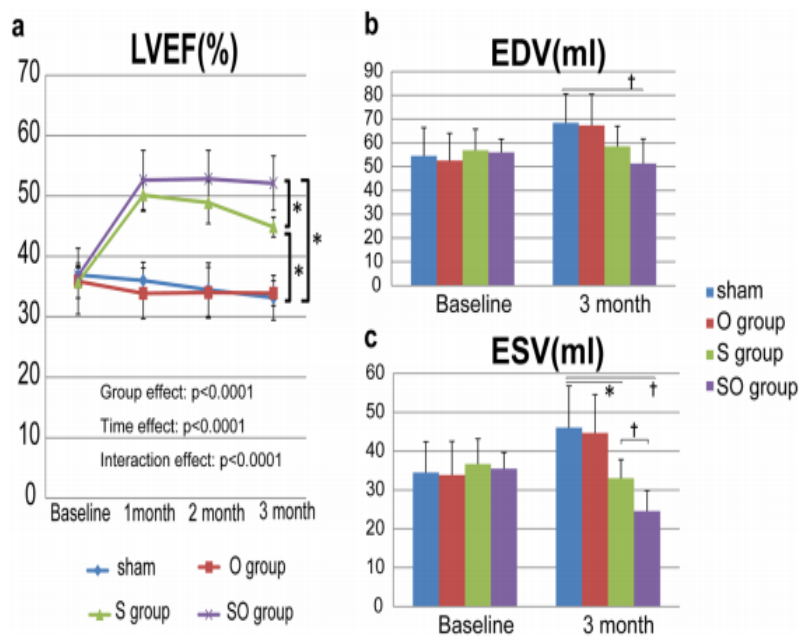 a
LVEF(%)
70
60
50
40
30
20
10
0
*
*
*
Group effect: p<0.0001
Time effect: p<0.0001
Interaction effect: p<0.0001
Baseline 1month 2 month 3 month
sham O group
S group SO group
b
EDV(ml)
90
80
70
60
50
40
30
20
10
0
†
Baseline 3 month
c
ESV(ml)
60
50
40
30
20
10
0
* †
†
Baseline 3 month
sham
O group
S group
SO group